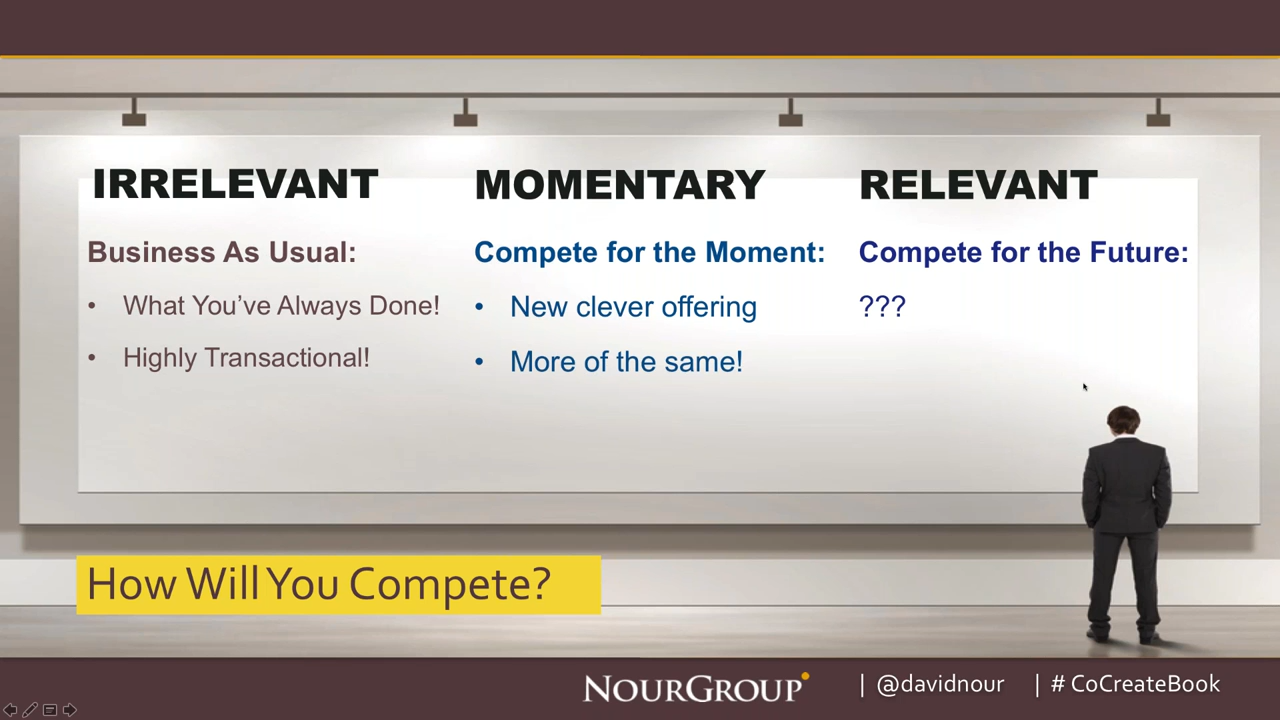 IRRELEVANT
Business As Usual:
• What You’ve Always Done!
• Highly Transactional!
MOMENTARY
Compete for the Moment:
• New clever offering
• More of the same!
RELEVANT
Compete for the Future:
???
How Will You Compete?
NOURGROUP
| @davidnour
| # CoCreateBook